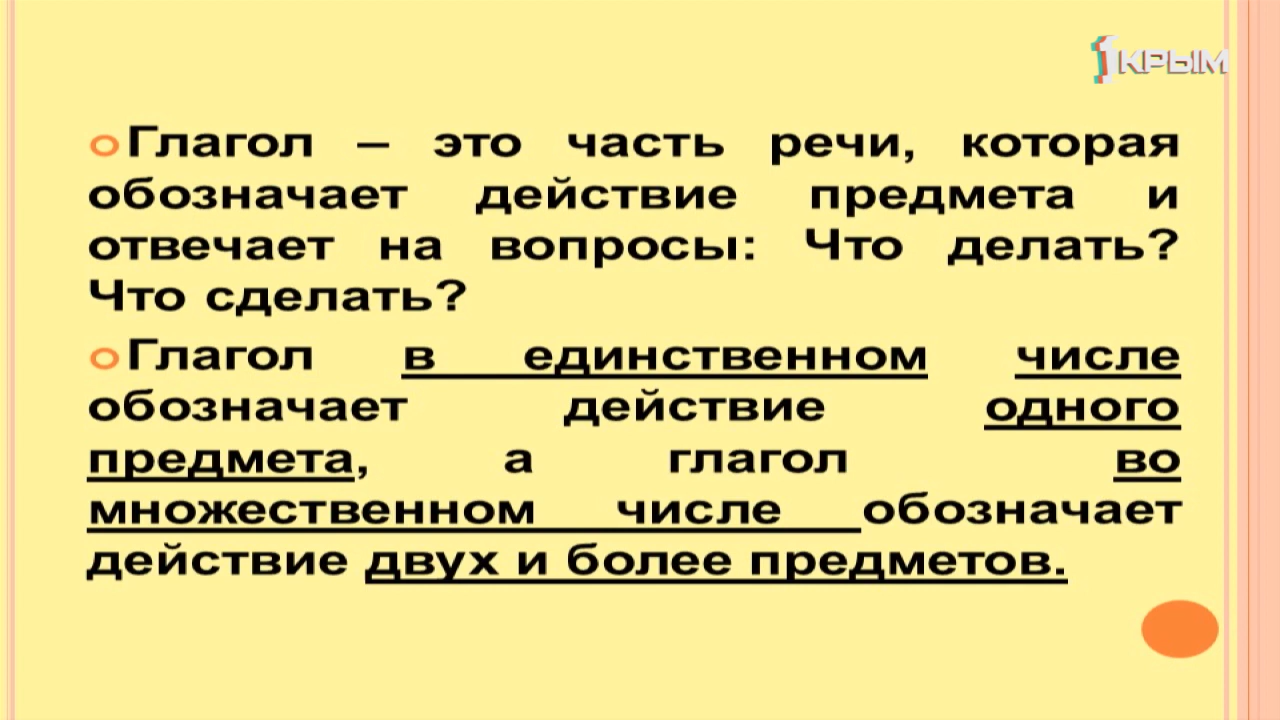 1КРЫМ
Глагол – это часть речи, которая
обозначает действие предмета и
отвечает на вопросы: Что делать?
Что сделать?
Глагол в единственном числе
обозначает действие одного
предмета, а глагол во
множественном числе обозначает
действие двух и более предметов.